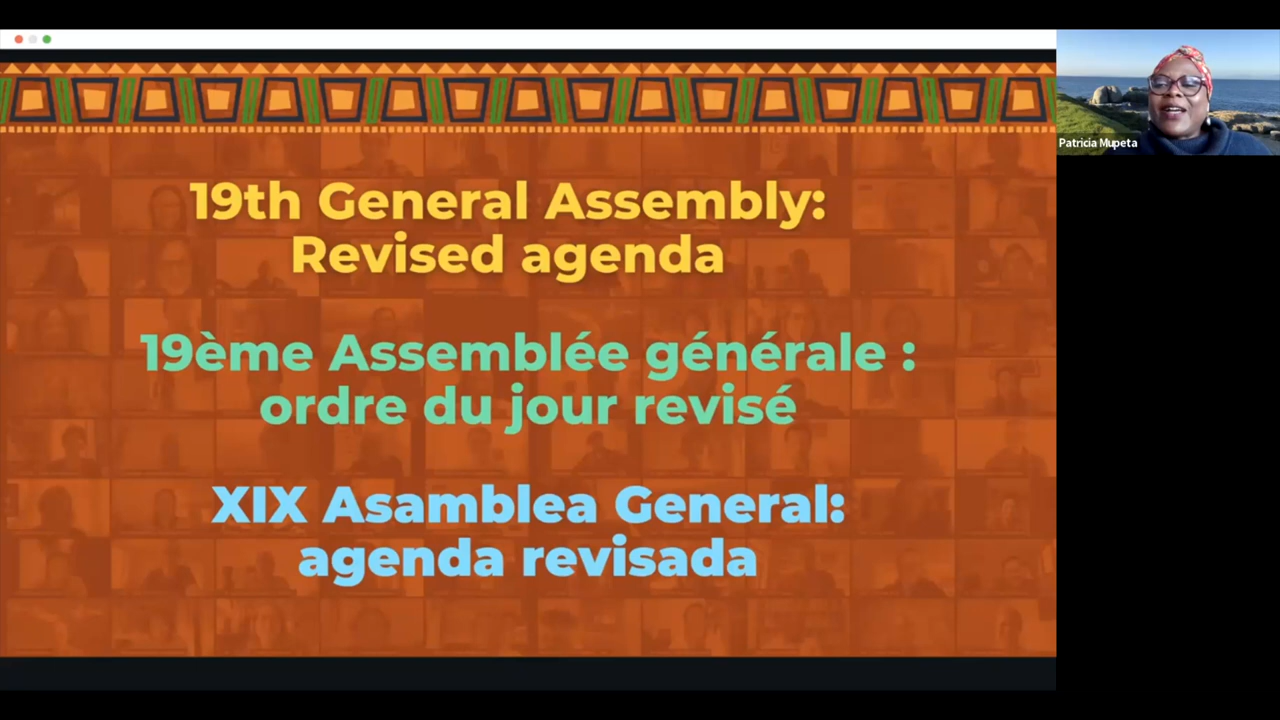 19th General Assembly:
Revised agenda
19ème Assemblée générale :
ordre du jour revisé
XIX Asamblea General:
agenda revisada
Patricia Mupeta